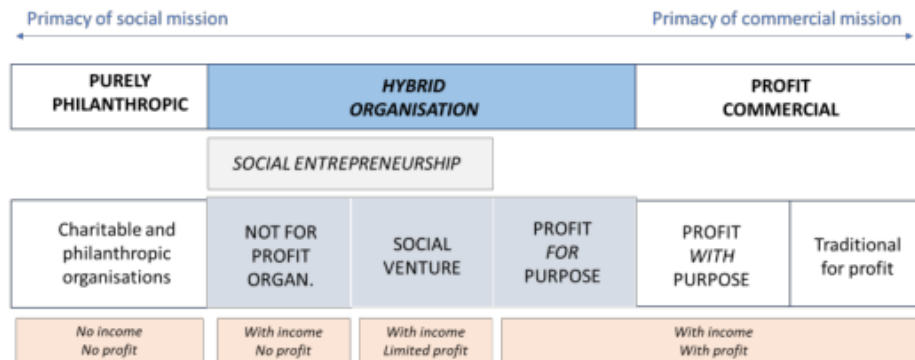 Primacy of social mission
Primacy of commercial mission
PURELY
PHILANTHROPIC
HYBRID
ORGANISATION
PROFIT
COMMERCIAL
SOCIAL ENTREPRENEURSHIP
Charitable and
philanthropic
organisations
NOT FOR
PROFIT
ORGAN.
SOCIAL
VENTURE
PROFIT
FOR
PURPOSE
PROFIT
WITH
PURPOSE
Traditional
for profit
No income
No profit
With income
No profit
With income
Limited profit
With income
With profit